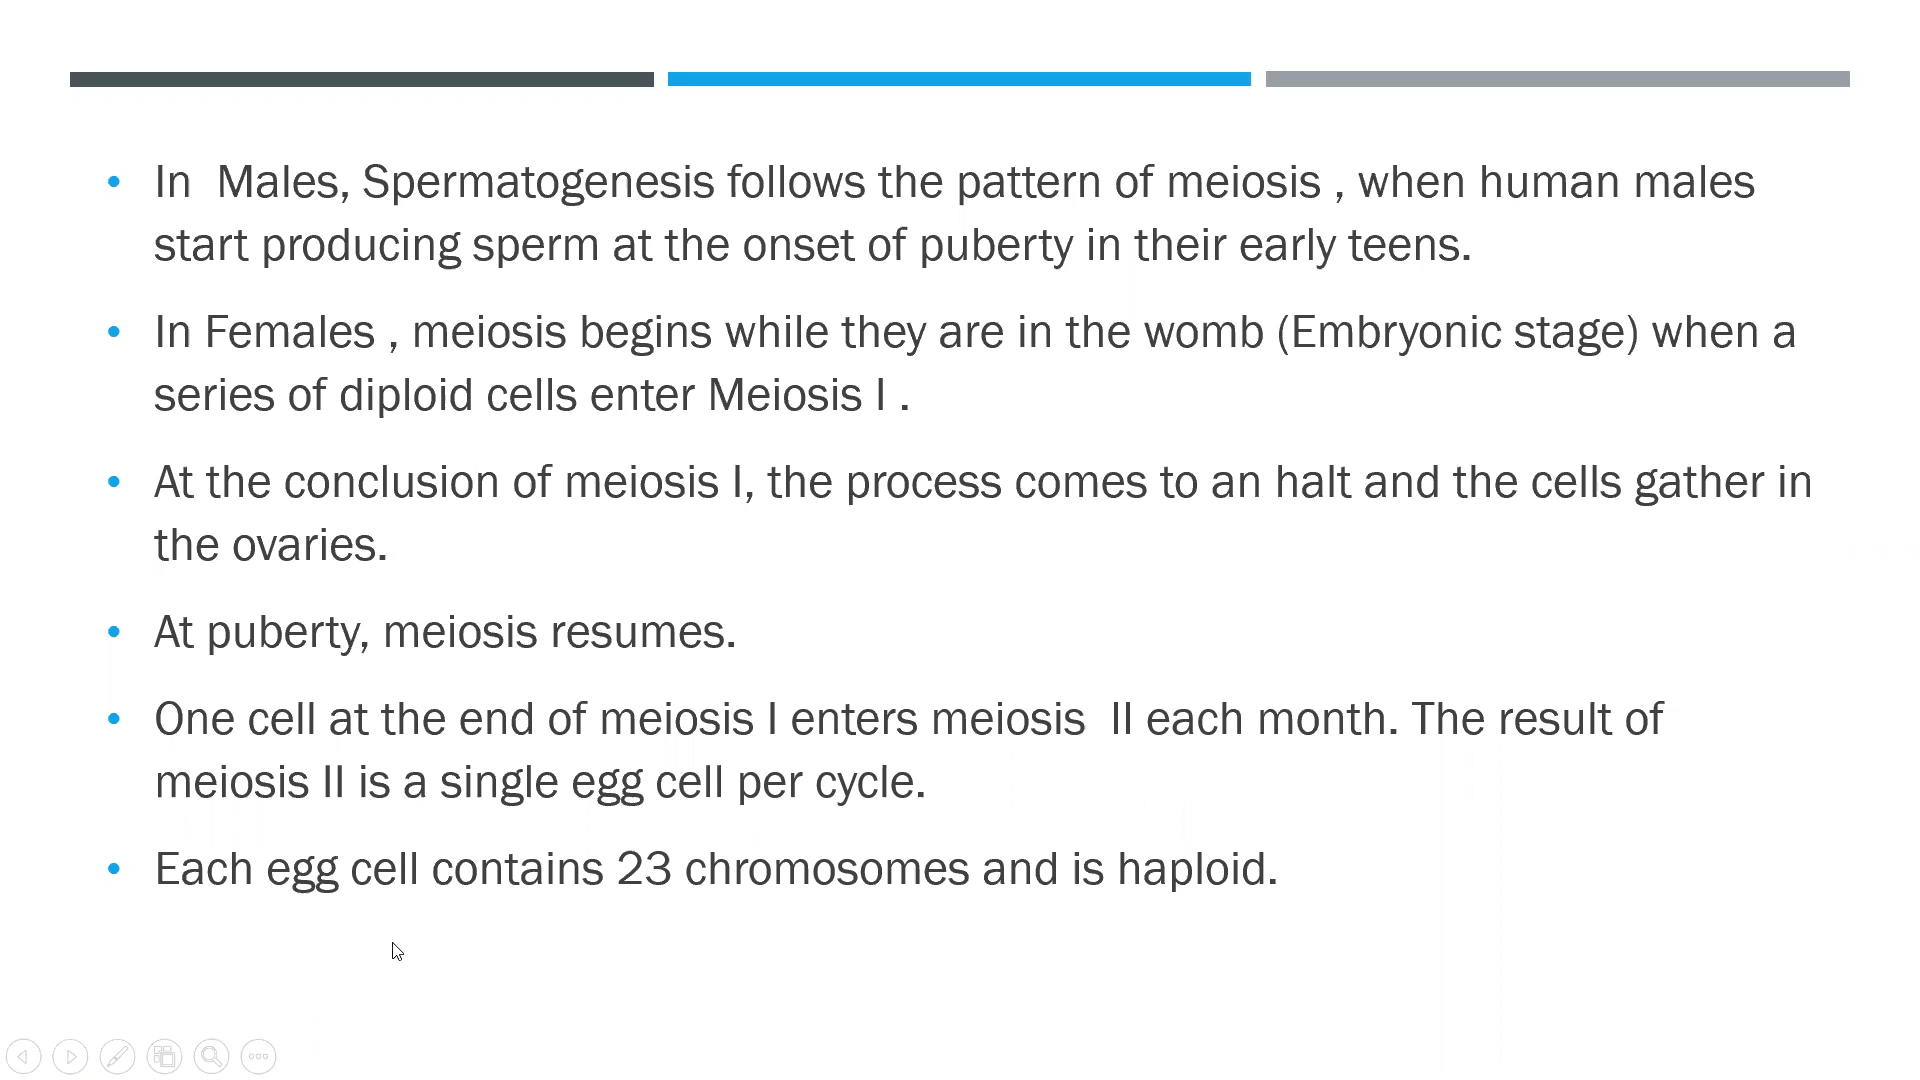 • In  Males, Spermatogenesis follows the pattern of meiosis , when human males
start producing sperm at the onset of puberty in their early teens.
• In Females , meiosis begins while they are in the womb (Embryonic stage) when a
series of diploid cells enter Meiosis I .
• At the conclusion of meiosis I, the process comes to an halt and the cells gather in
the ovaries.
• At puberty, meiosis resumes.
• One cell at the end of meiosis I enters meiosis  II each month. The result of
meiosis II is a single egg cell per cycle.
• Each egg cell contains 23 chromosomes and is haploid.